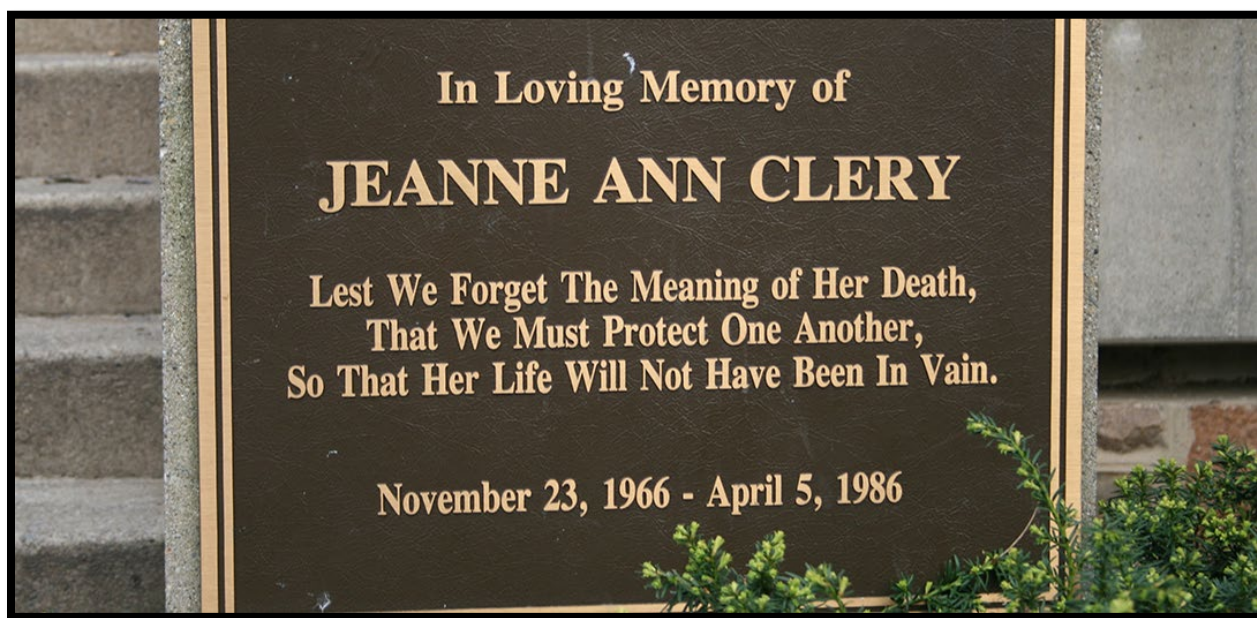 In Loving Memory of
JEANNE ANN CLERY
Lest We Forget The Meaning of Her Death,
That We Must Protect One Another,
So That Her Life Will Not Have Been In Vain.
November 23, 1966 - April 5, 1986